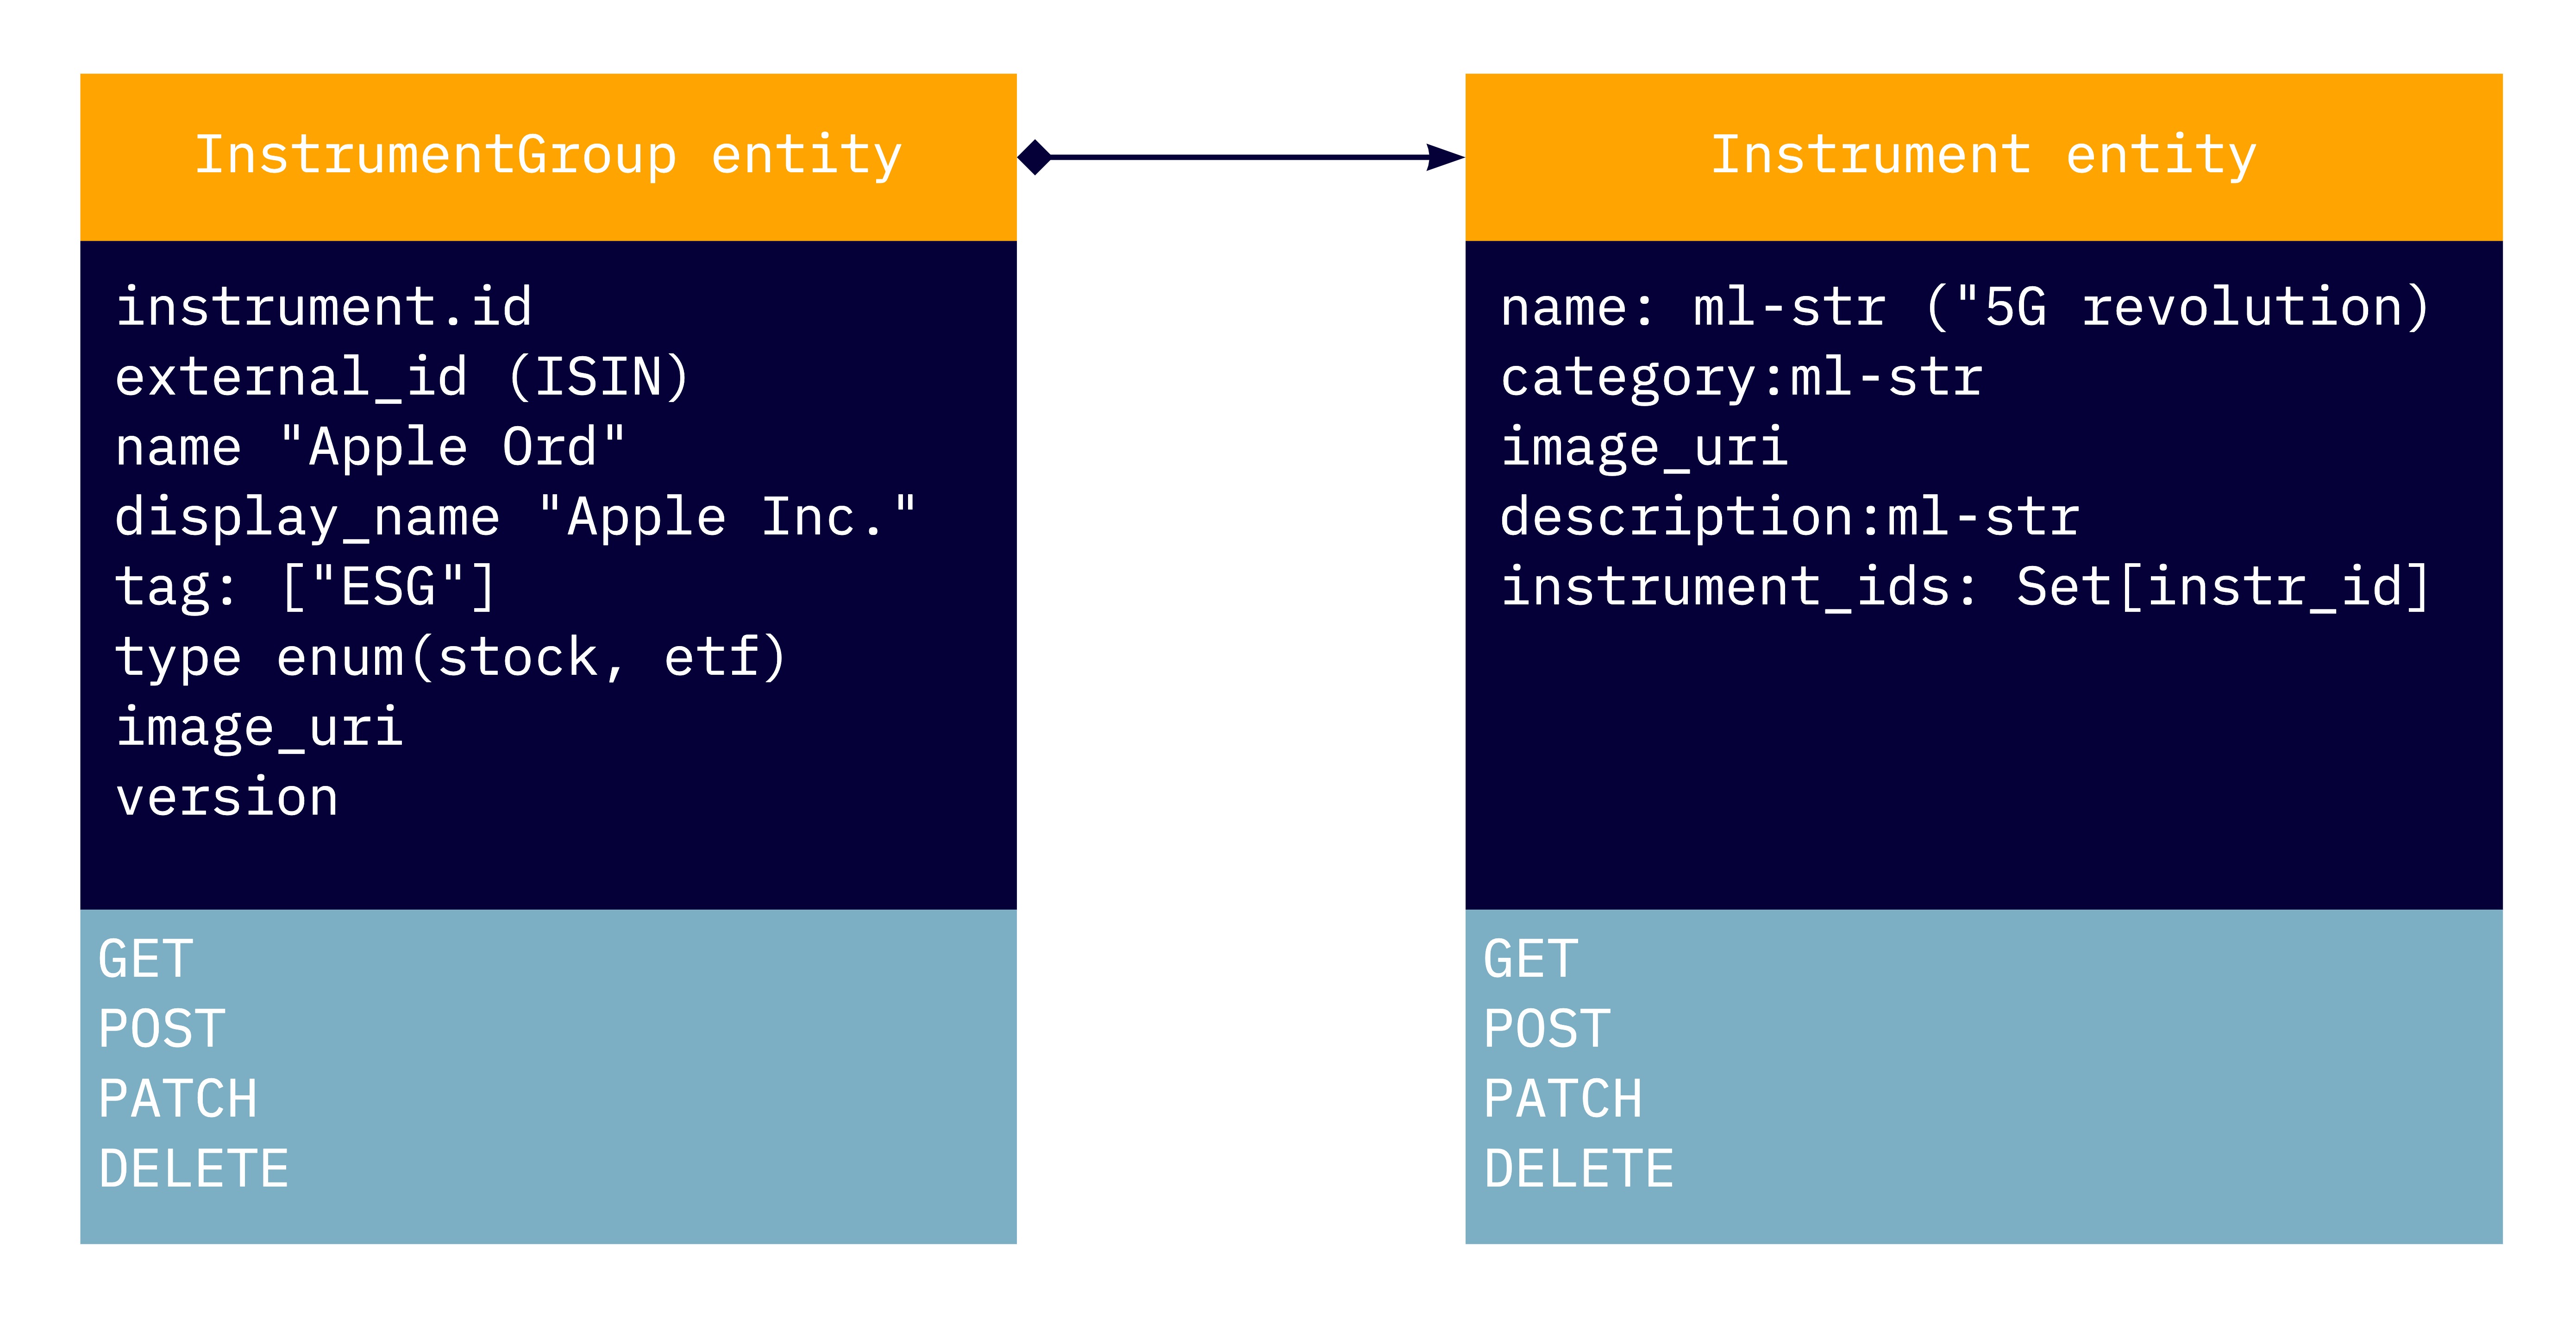 InstrumentGroup entity
instrument.id
external_id (ISIN)
name "Apple Ord"
display_name "Apple Inc."
tag: ["ESG"]
type enum(stock, etf)
image_uri
version
GET
POST
PATCH
DELETE
Instrument entity
name: ml-str ("5G revolution)
category:ml-str
image_uri
description:ml-str
instrument_ids: Set[instr_id]
GET
POST
PATCH
DELETE